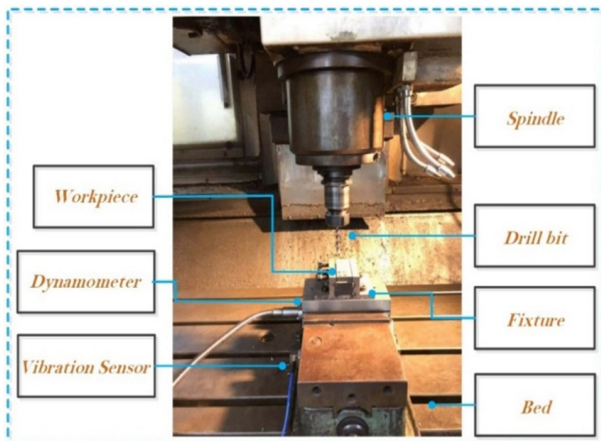 Spindle
Workpiece
Drill bit
Dynamometer
Fixture
Vibration Sensor
Bed